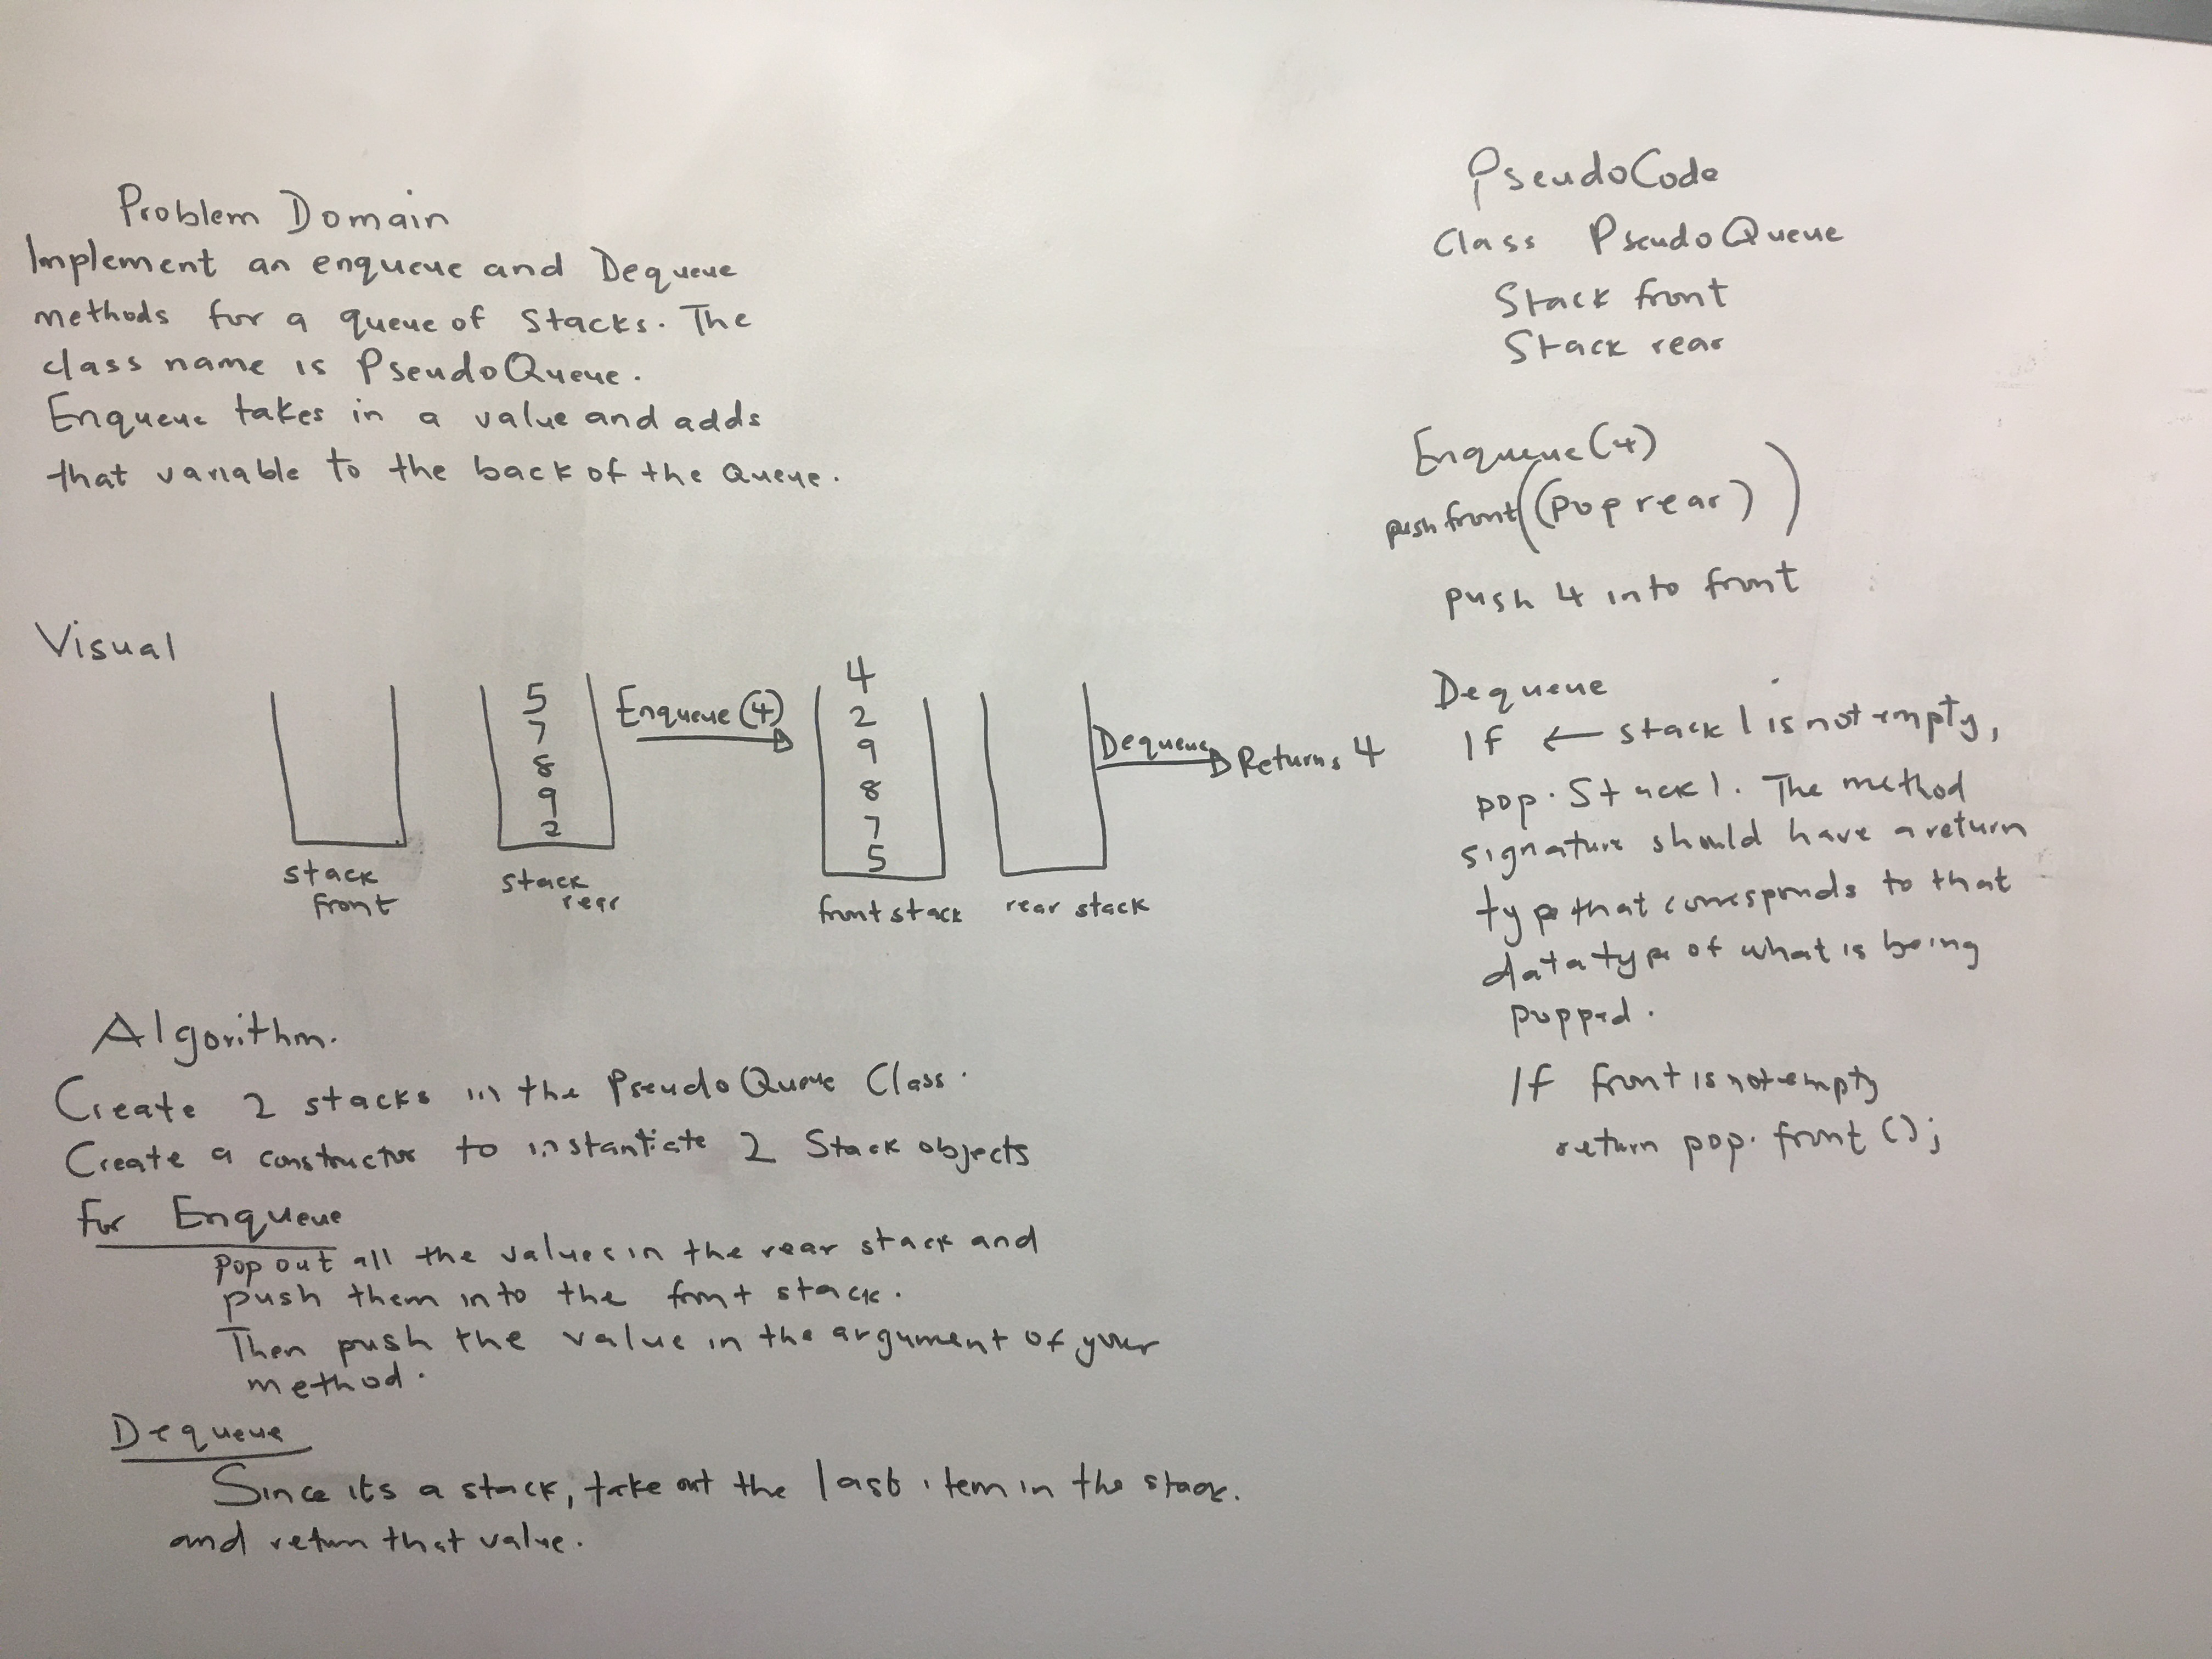 Problem Domain
Implement an enqueue and Dequeue
methods for a queue of Stacks. The
class name is PseudoQueue.
Enqueue takes in a value and adds
that variable to the back of the Queue.
Visual
5
7
8
9
2
stack
front
stack
rear
Enqueue (4)
4
2
9
8
7
5
front stack
rear stack
Dequeue
Returns 4
Algorithm.
Create 2 stacks in the PseudoQueue Class.
Create a constructor to instantiate 2 Stack objects
For Enqueue
Pop out all the values in the rear stack and
push them into the front stack.
Then push the value in the argument of your
method.
Dequeue
Since its a stack, take out the last item in the stack.
and return that value.
PseudoCode
Class PseudoQueue
Stack front
Stack rear
Enqueue (4)
push front((Pop rear))
push 4 into front
Dequeue
If ← stack 1 is not empty,
pop. Stack 1. The method
signature should have a return
type that corresponds to that
data type of what is being
popped.
If front is not empty
return pop. front ();